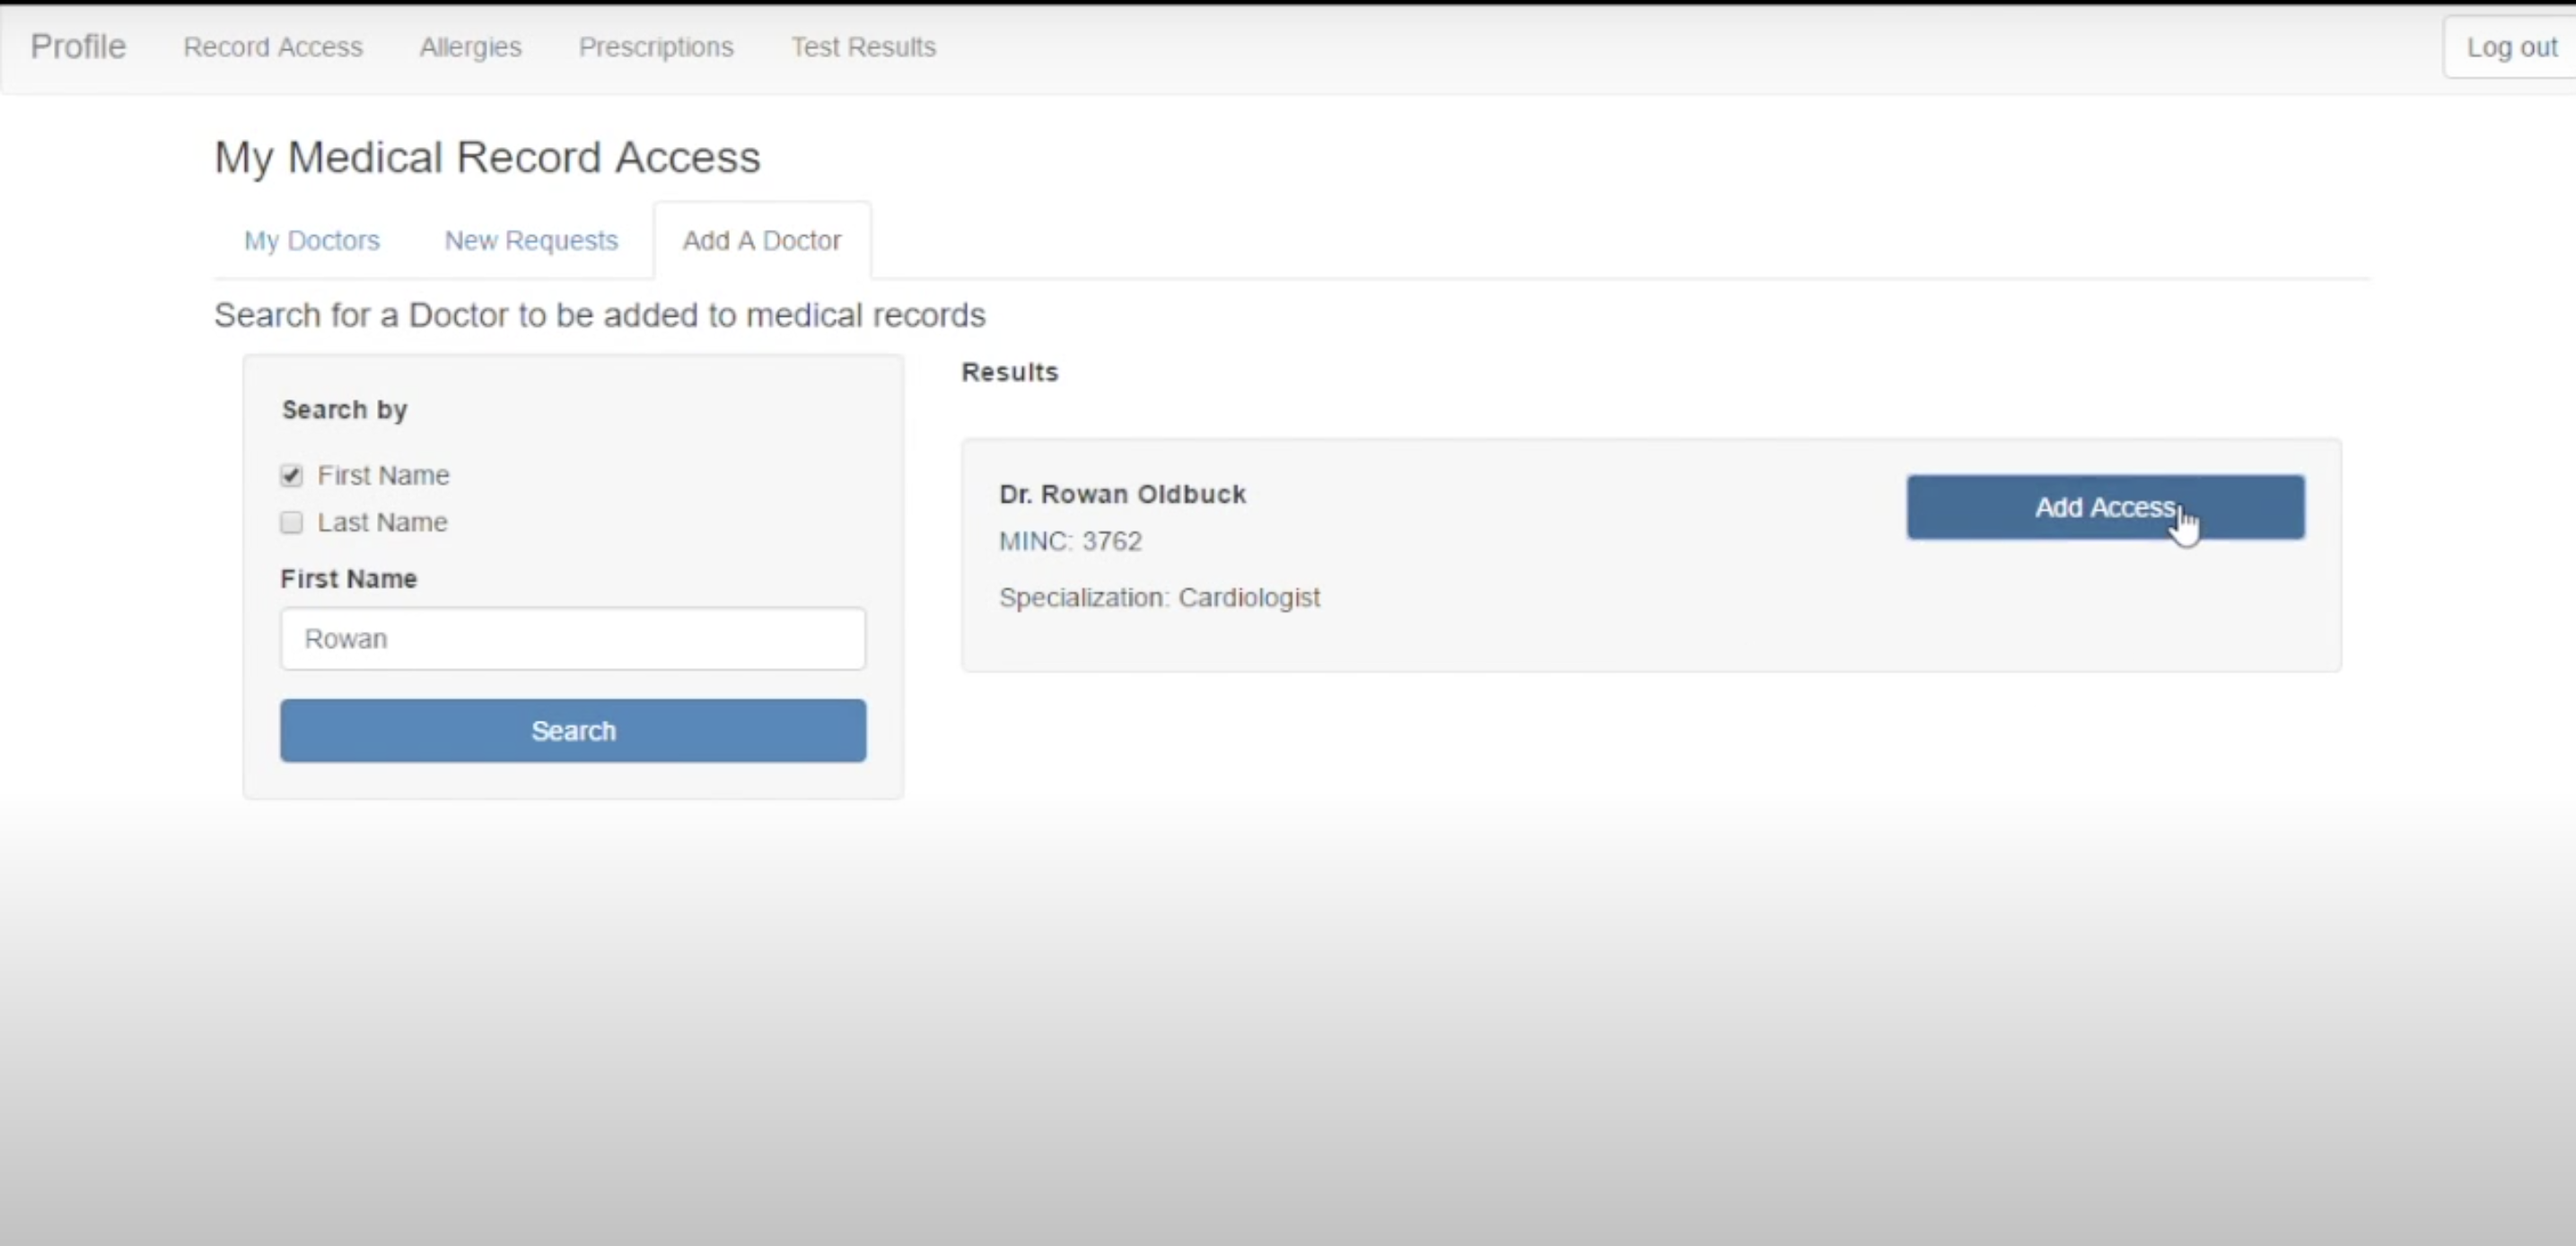 Profile Record Access Allergies Prescriptions Test Results Log out
My Medical Record Access
My Doctors New Requests Add A Doctor
Search for a Doctor to be added to medical records
Search by
First Name
Last Name
First Name
Rowan
Search
Results
Dr. Rowan Oldbuck
MINC: 3762
Specialization: Cardiologist
Add Access